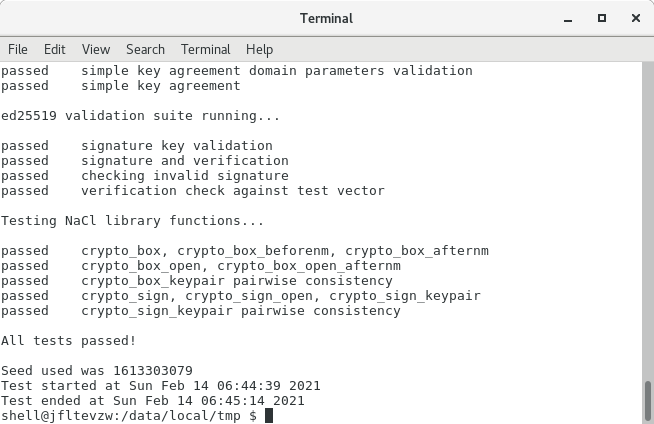 Terminal
File Edit View Search Terminal Help
passed    simple key agreement domain parameters validation
passed    simple key agreement
ed25519 validation suite running...
passed    signature key validation
passed    signature and verification
passed    checking invalid signature
passed    verification check against test vector
Testing NaCl library functions...
passed    crypto_box, crypto_box_beforenm, crypto_box_afternm
passed    crypto_box_open, crypto_box_open_afternm
passed    crypto_box_keypair pairwise consistency
passed    crypto_sign, crypto_sign_open, crypto_sign_keypair
passed    crypto_sign_keypair pairwise consistency
All tests passed!
Seed used was 1613303079
Test started at Sun Feb 14 06:44:39 2021
Test ended at Sun Feb 14 06:45:14 2021
shell@jfltevzw:/data/local/tmp $